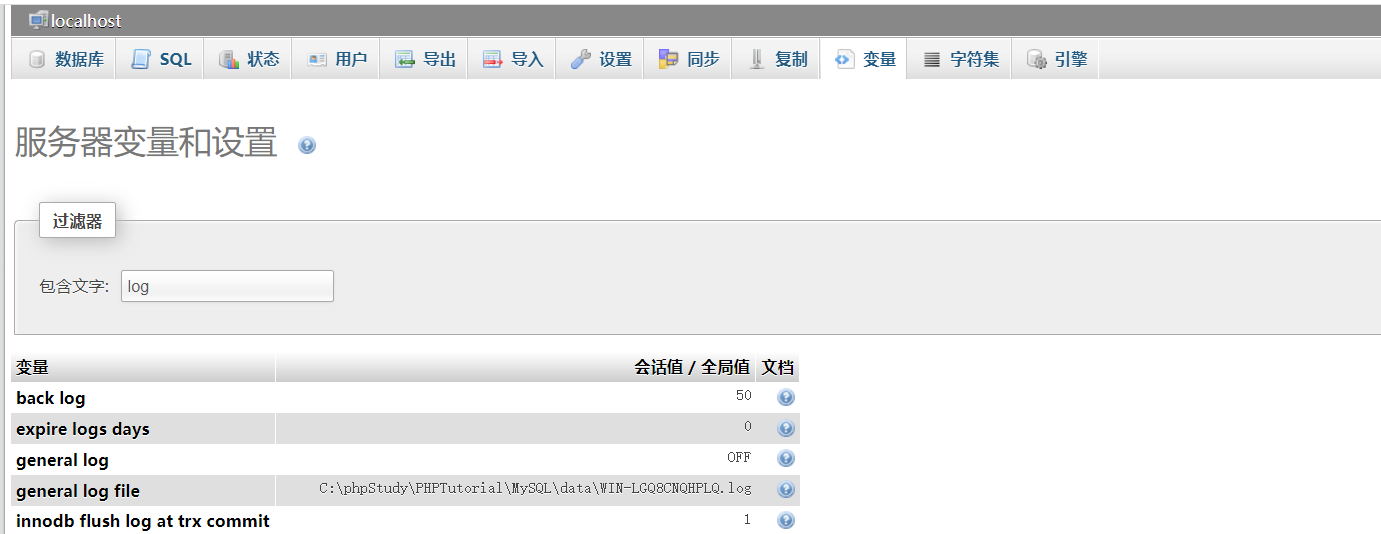 localhost
数据库 SQL 状态 用户 导出 导入 设置 同步 复制 变量 字符集 引擎
服务器变量和设置
过滤器
包含文字: log
变量 会话值 / 全局值 文档
back log 50
expire logs days 0
general log OFF
general log file C:\phpStudy\PHPTutorial\MySQL\data\WIN-LGQ8CNQHPLQ.log
innodb flush log at trx commit 1